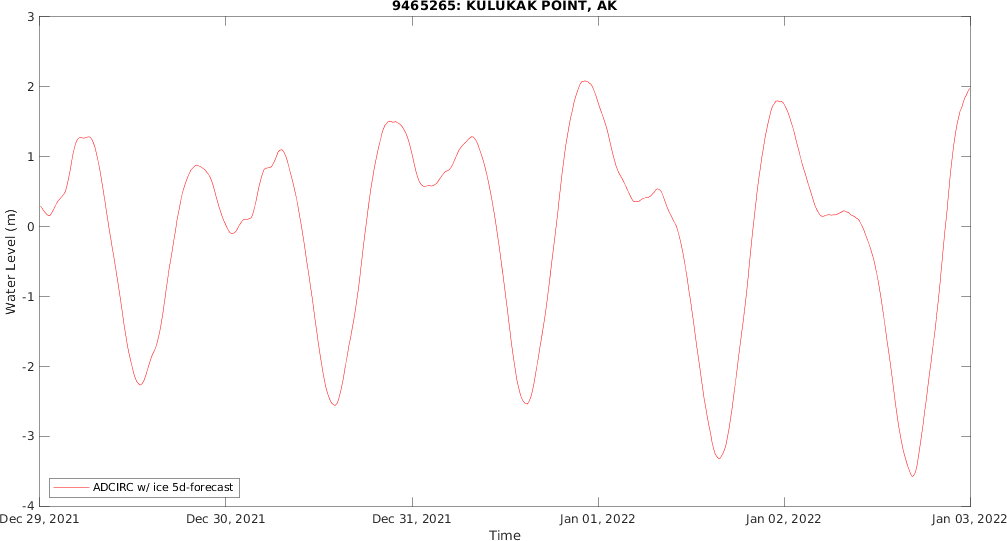 9465265: KULUKAK POINT, AK
3
2
1
0
-1
-2
-3
-4
Water Level (m)
ADCIRC w/ ice 5d-forecast
Dec 29, 2021
Dec 30, 2021
Dec 31, 2021
Jan 01, 2022
Jan 02, 2022
Jan 03, 2022
Time